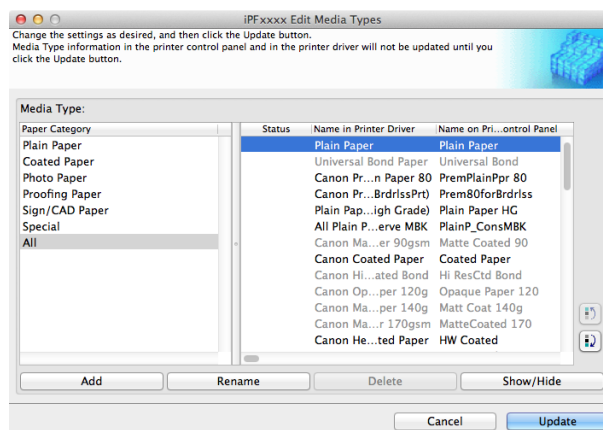 iPFxxxx Edit Media Types
Change the settings as desired, and then click the Update button.
Media Type information in the printer control panel and in the printer driver will not be updated until you
click the Update button.
Media Type:
Paper Category Status Name in Printer Driver Name on Pri...ontrol Panel
Plain Paper Plain Paper Plain Paper
Coated Paper Universal Bond Paper Universal Bond
Photo Paper Canon Pr...n Paper 80 PremPlainPpr 80
Proofing Paper Canon Pr...BrdrlssPrt) Prem80forBrdrlss
Sign/CAD Paper Plain Pap...igh Grade) Plain Paper HG
Special All Plain P...erve MBK PlainP_ConsMBK
All Canon Ma...er 90gsm Matte Coated 90
Canon Coated Paper Coated Paper
Canon Hi...ated Bond Hi ResCtd Bond
Canon Op...per 120g Opaque Paper 120
Canon Ma...per 140g Matt Coat 140g
Canon Ma...r 170gsm MatteCoated 170
Canon He...ted Paper HW Coated
Add Rename Delete Show/Hide
Cancel Update